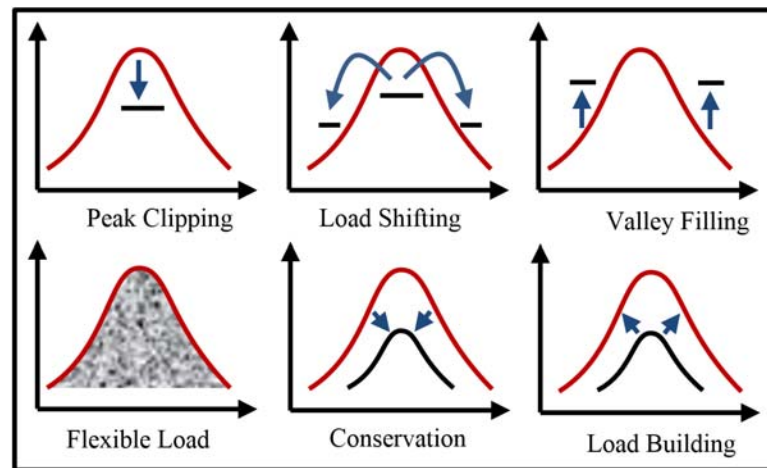 Peak Clipping
Load Shifting
Valley Filling
Flexible Load
Conservation
Load Building